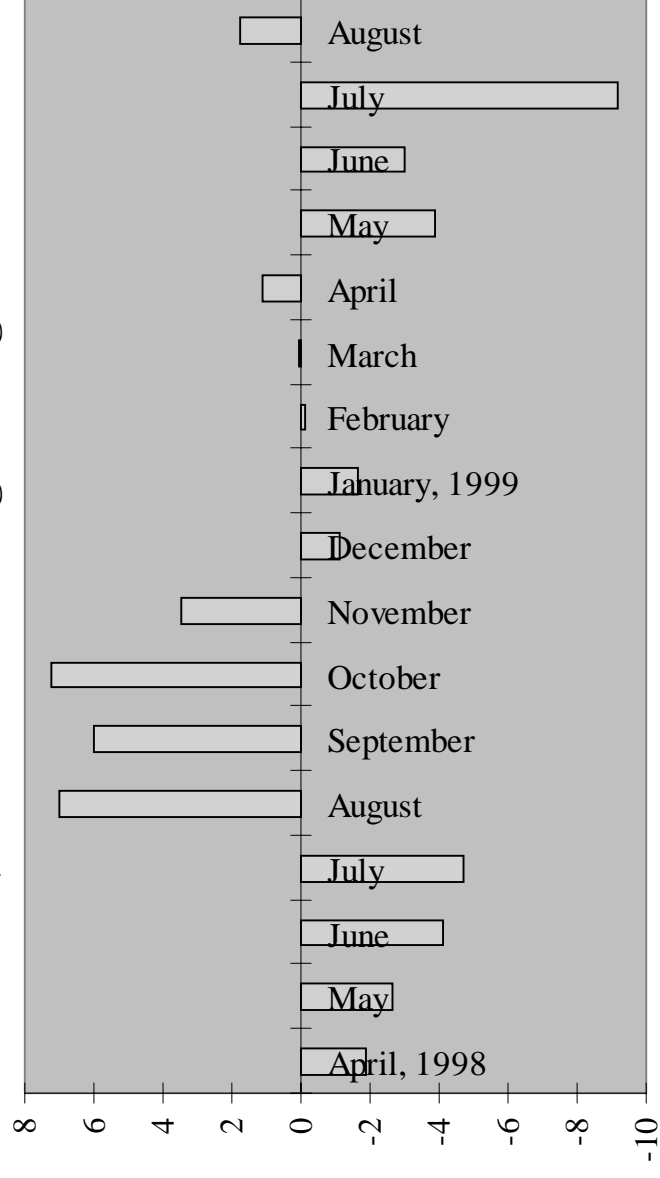 August
July
June
May
April
March
February
January, 1999
December
November
October
September
August
July
June
May
April, 1998
8 6 4 2 0 -2 -4 -6 -8 -10